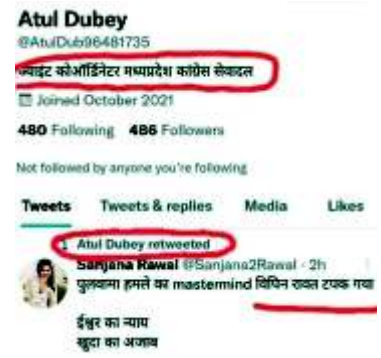 Atul Dubey
@AtulDub96481735
ज्वाइंट कोऑर्डिनेटर मध्यप्रदेश कांग्रेस सेवादल
Joined October 2021
480 Following 486 Followers
Not followed by anyone you're following
Tweets Tweets & replies Media Likes
Atul Dubey retweeted
Sanjana Rawal @Sanjana2Rawal · 2h
पुलवामा हमले का mastermind विपिन रावत टपक गया
ईश्वर का न्याय
खुदा का अजाब